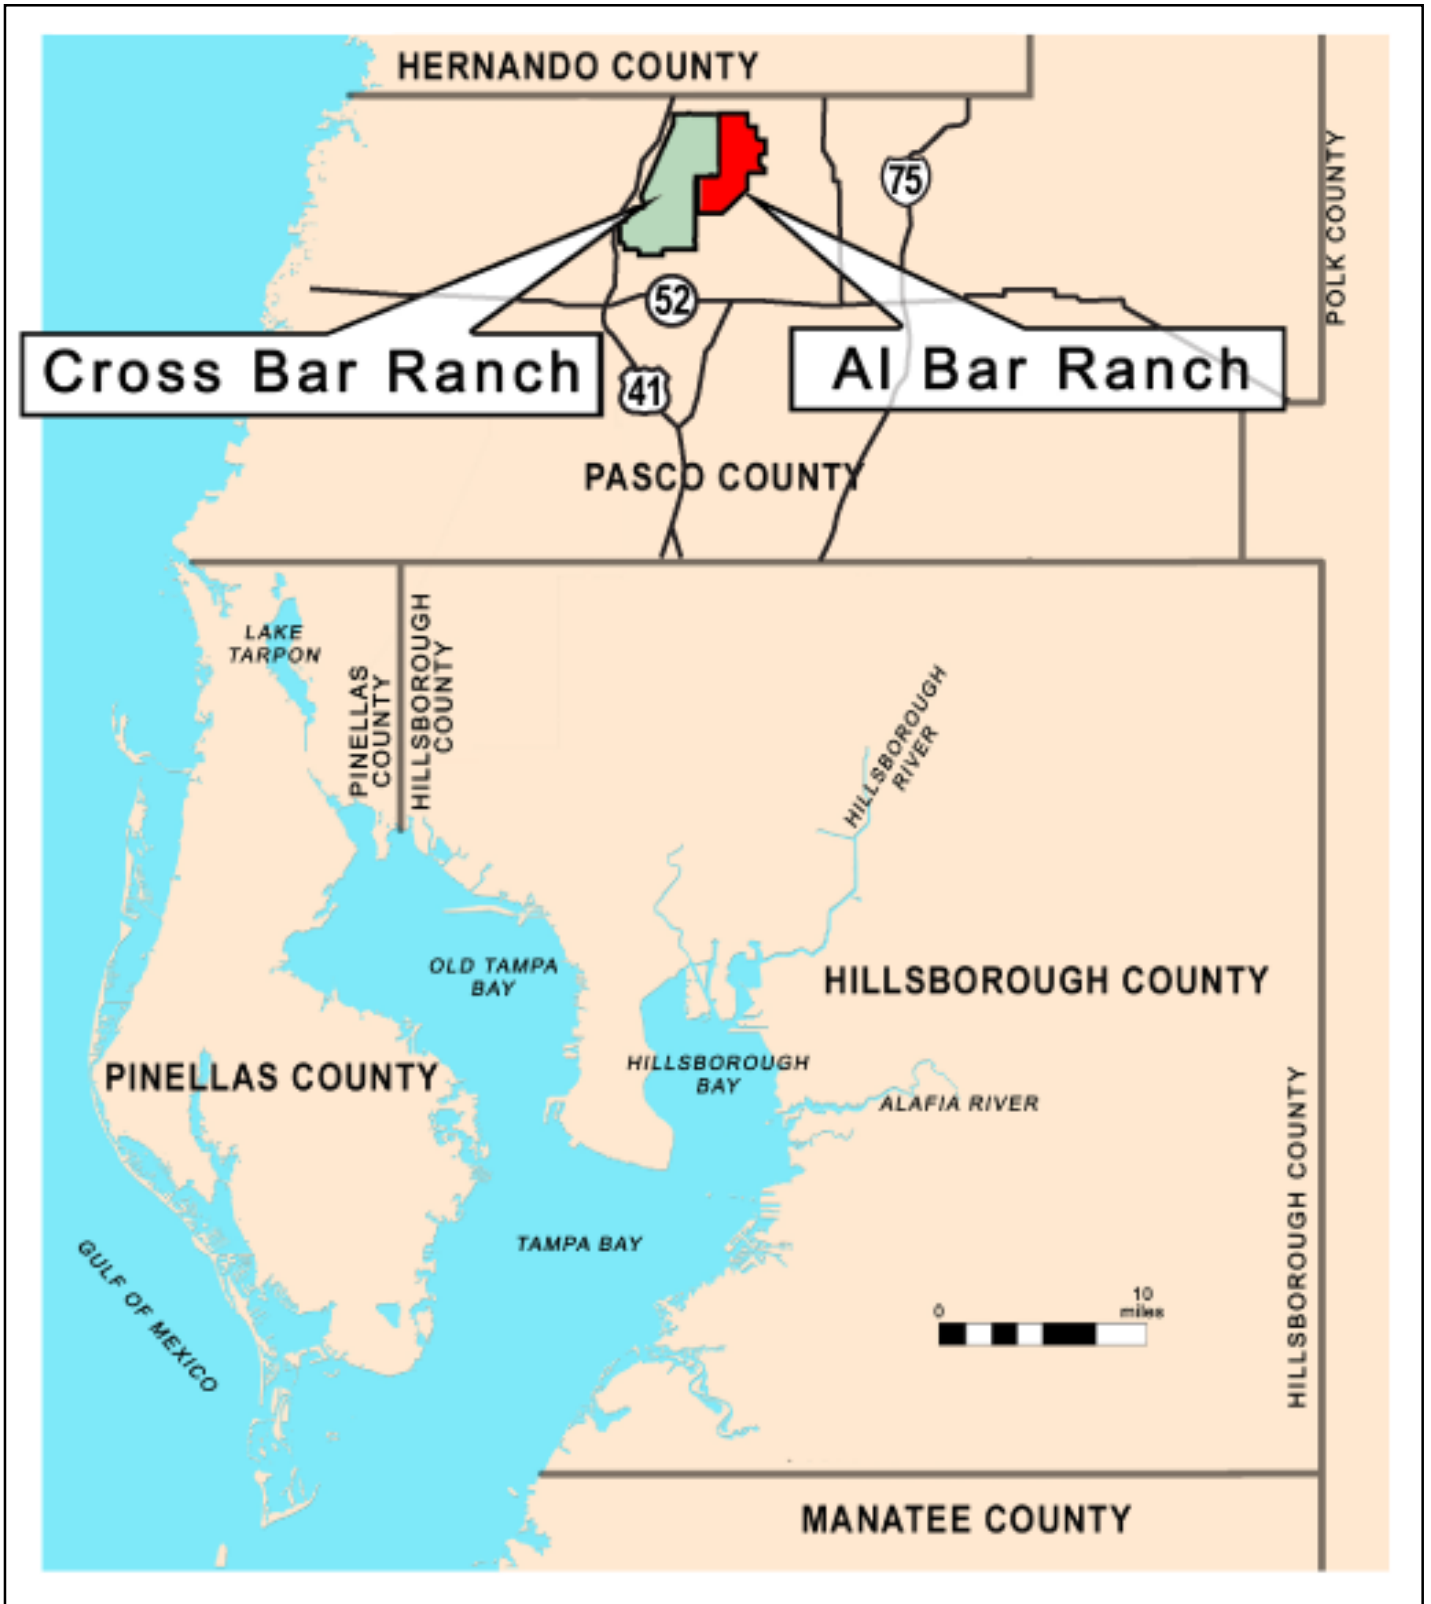 HERNANDO COUNTY
75
POLK COUNTY
52
Cross Bar Ranch
Al Bar Ranch
41
PASCO COUNTY
LAKE
TARPON
PINELLAS
COUNTY
HILLSBOROUGH
COUNTY
HILLSBOROUGH
RIVER
OLD TAMPA
BAY
HILLSBOROUGH COUNTY
HILLSBOROUGH
BAY
PINELLAS COUNTY
ALAFIA RIVER
HILLSBOROUGH COUNTY
TAMPA BAY
GULF OF MEXICO
0
10
miles
MANATEE COUNTY